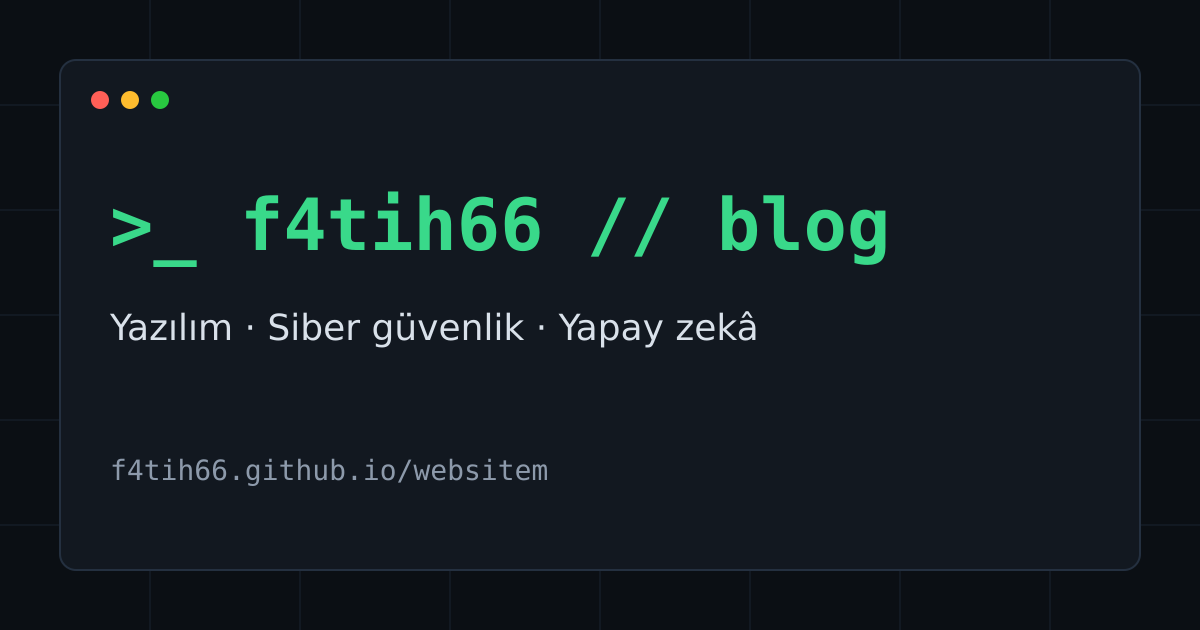 >_ f4tih66 // blog
Yazılım · Siber güvenlik · Yapay zekâ
f4tih66.github.io/websitem